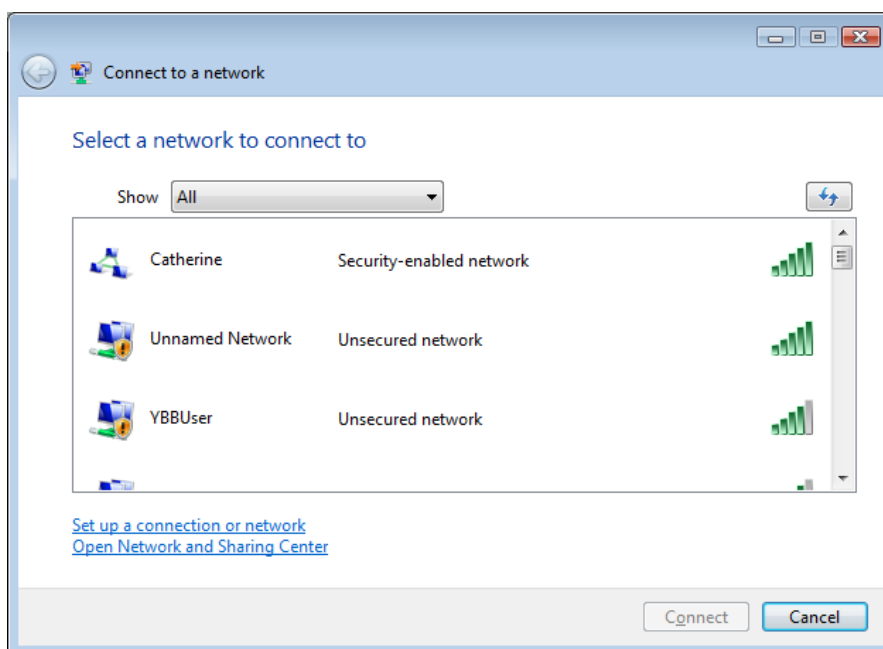 Connect to a network
Select a network to connect to
Show All
Catherine Security-enabled network
Unnamed Network Unsecured network
YBBUser Unsecured network
Set up a connection or network
Open Network and Sharing Center
Connect Cancel